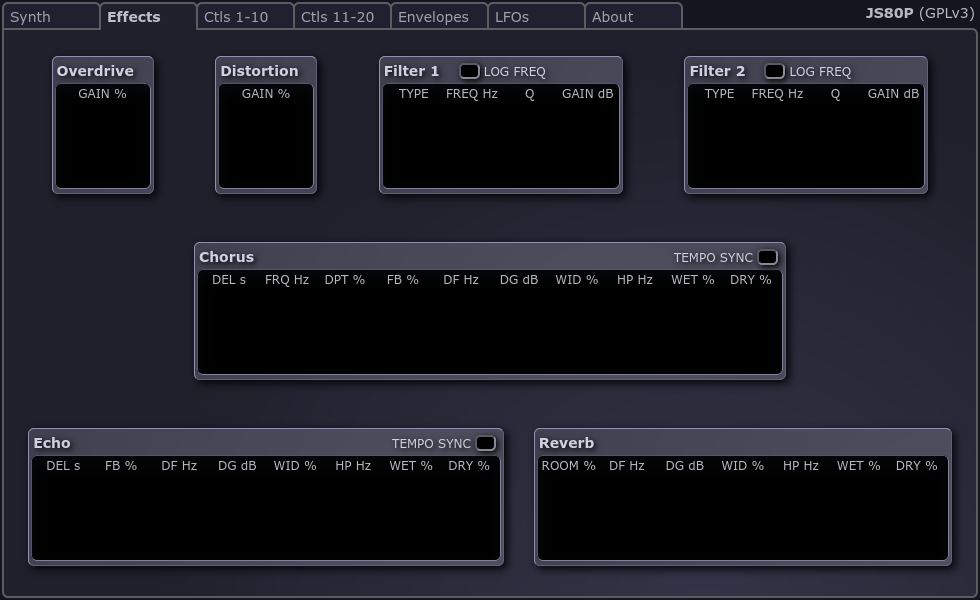 Synth Effects Ctls 1-10 Ctls 11-20 Envelopes LFOs About JS80P (GPLv3)
Overdrive Distortion Filter 1 LOG FREQ Filter 2 LOG FREQ
GAIN % GAIN % TYPE FREQ Hz Q GAIN dB TYPE FREQ Hz Q GAIN dB
Chorus TEMPO SYNC
DEL s FRQ Hz DPT % FB % DF Hz DG dB WID % HP Hz WET % DRY %
Echo TEMPO SYNC Reverb
DEL s FB % DF Hz DG dB WID % HP Hz WET % DRY % ROOM % DF Hz DG dB WID % HP Hz WET % DRY %